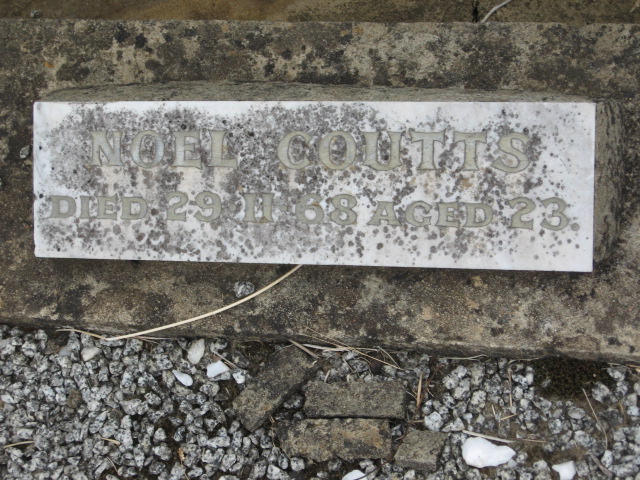 NOEL COUTTS
DIED 29·11·68 AGED 23.